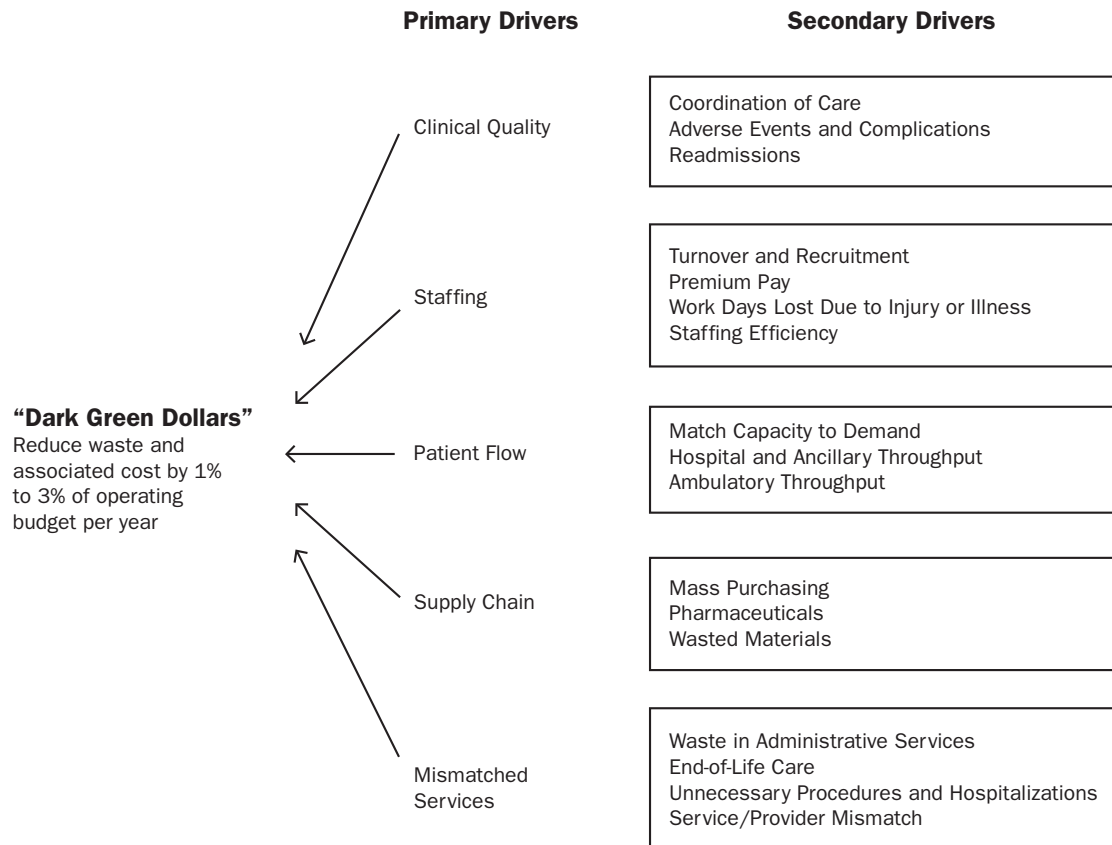 Primary Drivers
Secondary Drivers
Clinical Quality
Coordination of Care
Adverse Events and Complications
Readmissions
Staffing
Turnover and Recruitment
Premium Pay
Work Days Lost Due to Injury or Illness
Staffing Efficiency
“Dark Green Dollars”
Reduce waste and
associated cost by 1%
to 3% of operating
budget per year
Patient Flow
Match Capacity to Demand
Hospital and Ancillary Throughput
Ambulatory Throughput
Supply Chain
Mass Purchasing
Pharmaceuticals
Wasted Materials
Mismatched
Services
Waste in Administrative Services
End-of-Life Care
Unnecessary Procedures and Hospitalizations
Service/Provider Mismatch